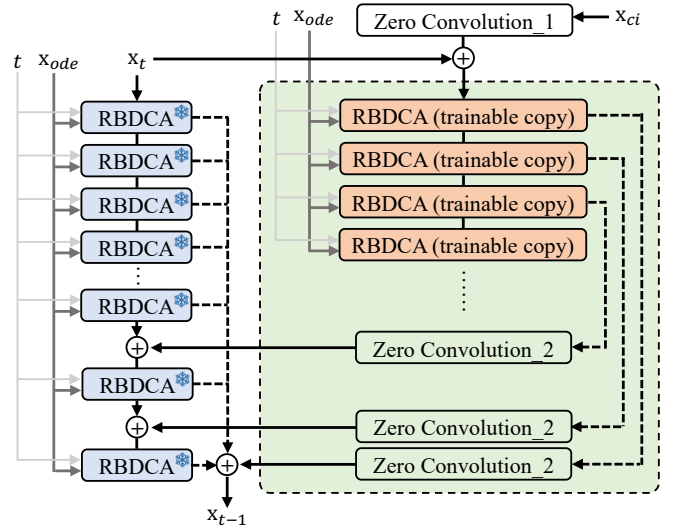 Zero Convolution_1
x_ci
t
x_ode
t
x_ode
x_t
+
RBDCA
RBDCA (trainable copy)
RBDCA
RBDCA (trainable copy)
RBDCA
RBDCA (trainable copy)
RBDCA
RBDCA (trainable copy)
RBDCA
+
Zero Convolution_2
RBDCA
+
Zero Convolution_2
RBDCA
+
Zero Convolution_2
x_{t−1}